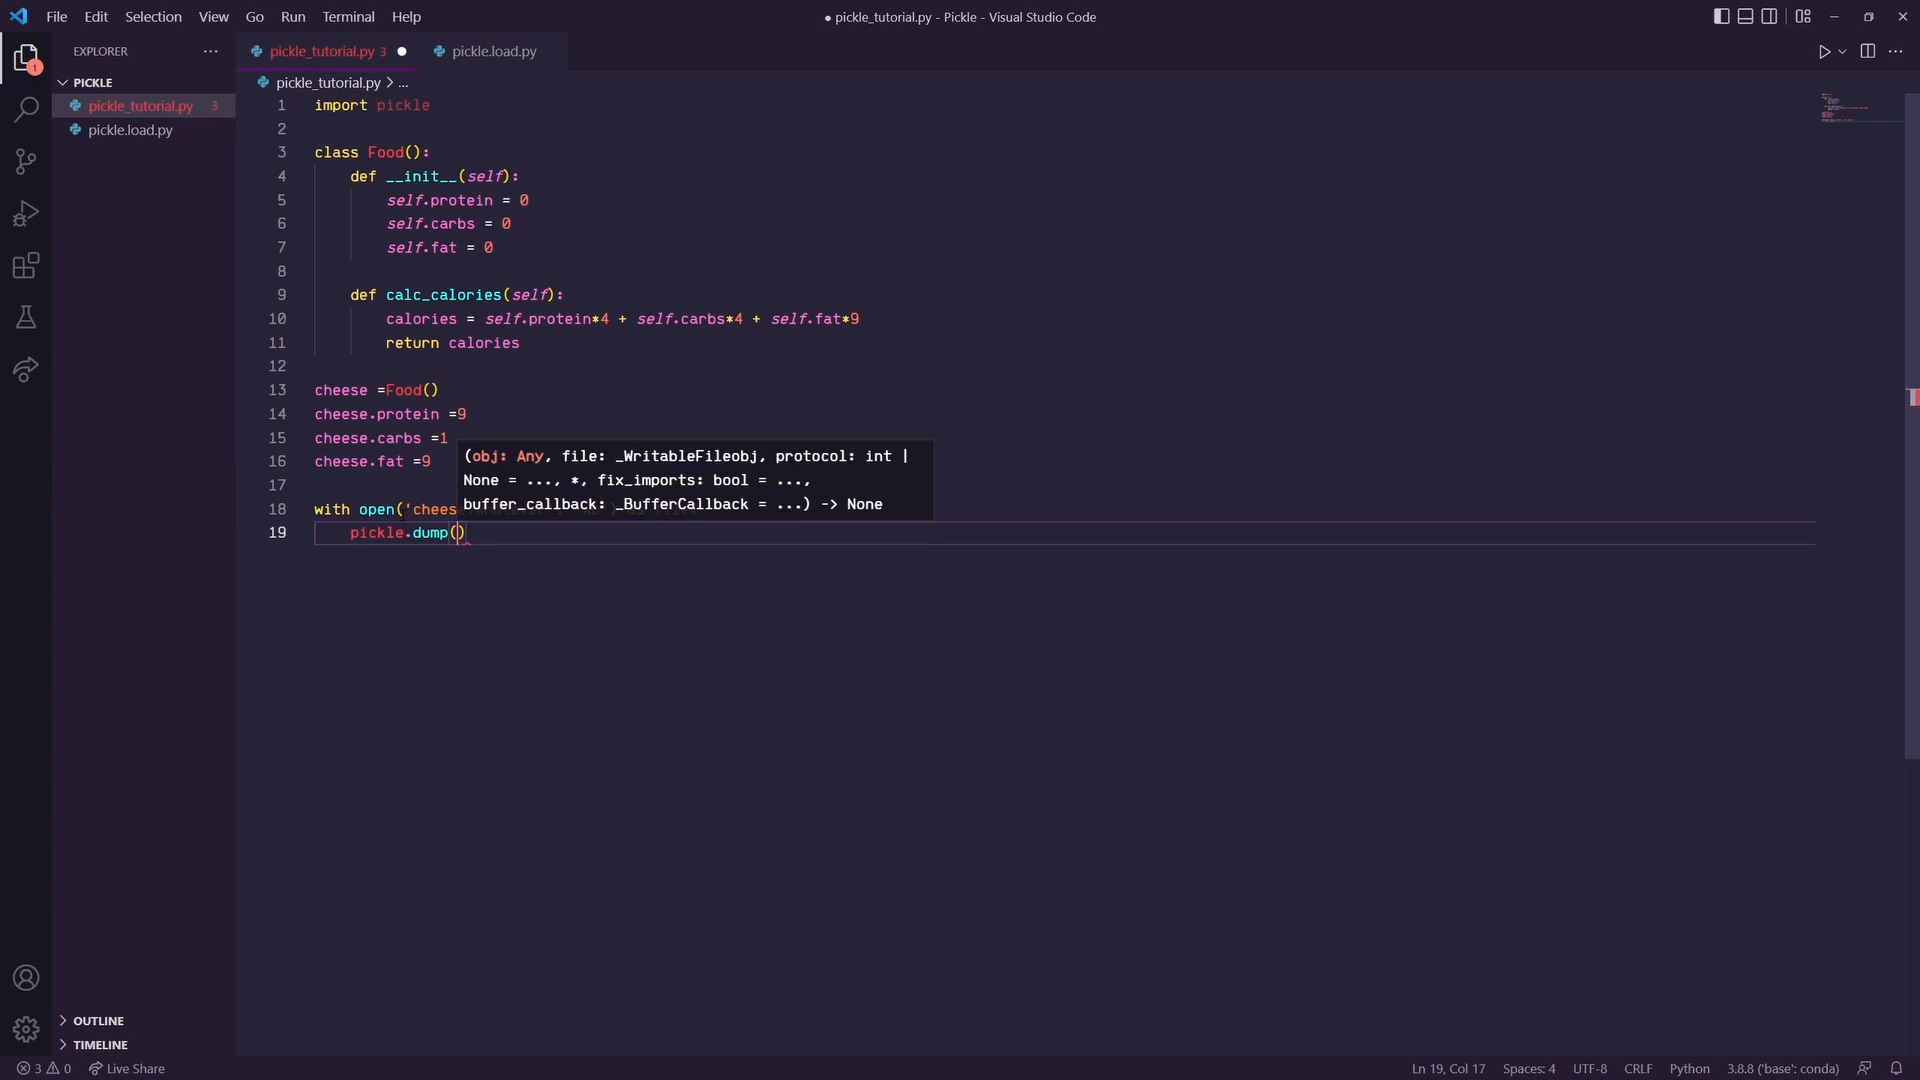 File Edit Selection View Go Run Terminal Help
● pickle_tutorial.py - Pickle - Visual Studio Code
EXPLORER
pickle_tutorial.py 3
pickle.load.py
1
PICKLE
pickle_tutorial.py > ...
pickle_tutorial.py 3
pickle.load.py
1 import pickle
2
3 class Food():
4 def __init__(self):
5 self.protein = 0
6 self.carbs = 0
7 self.fat = 0
8
9 def calc_calories(self):
10 calories = self.protein*4 + self.carbs*4 + self.fat*9
11 return calories
12
13 cheese =Food()
14 cheese.protein =9
15 cheese.carbs =1
16 cheese.fat =9
17
18 with open('chees
19 pickle.dump()
(obj: Any, file: _WritableFileobj, protocol: int |
None = ..., *, fix_imports: bool = ...,
buffer_callback: _BufferCallback = ...) -> None
OUTLINE
TIMELINE
3 0 Live Share
Ln 19, Col 17 Spaces: 4 UTF-8 CRLF Python 3.8.8 ('base': conda)